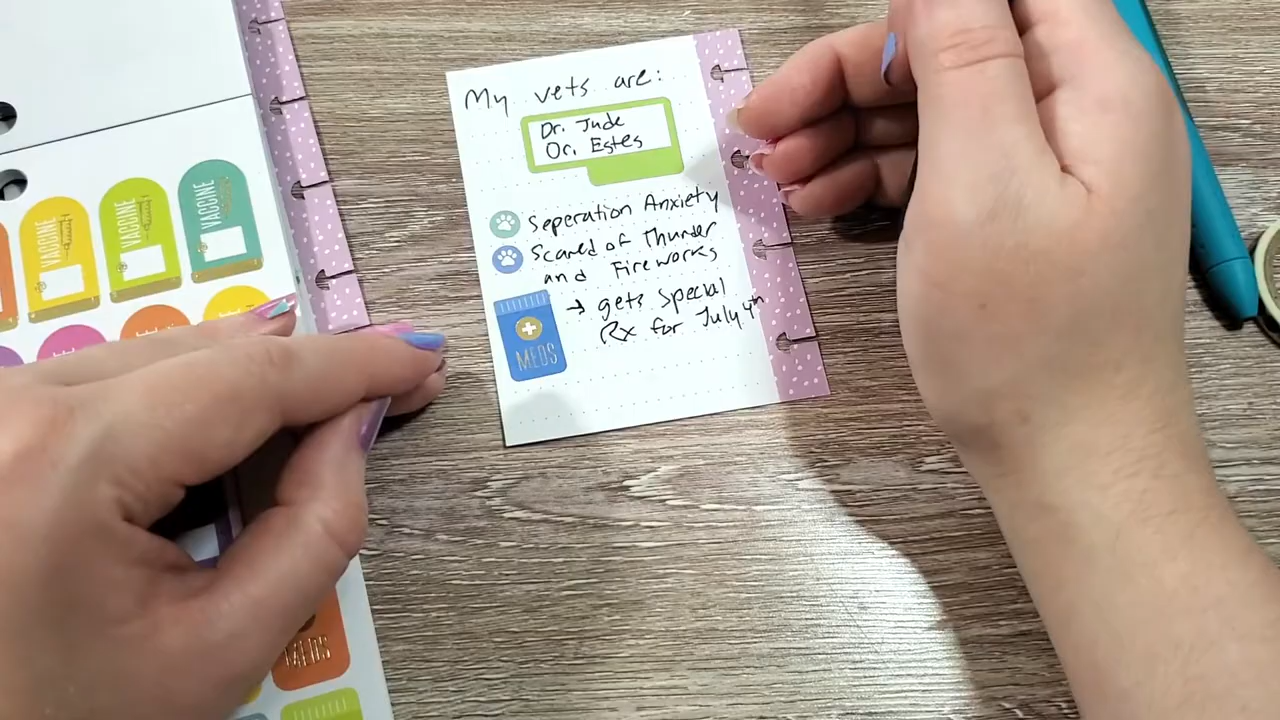 My vets are:
Dr. Jude
Dr. Estes
Seperation Anxiety
Scared of Thunder
and Fireworks
→ gets special
Rx for July 4th
MEDS
VACCINE
VACCINE
VACCINE
MEDS